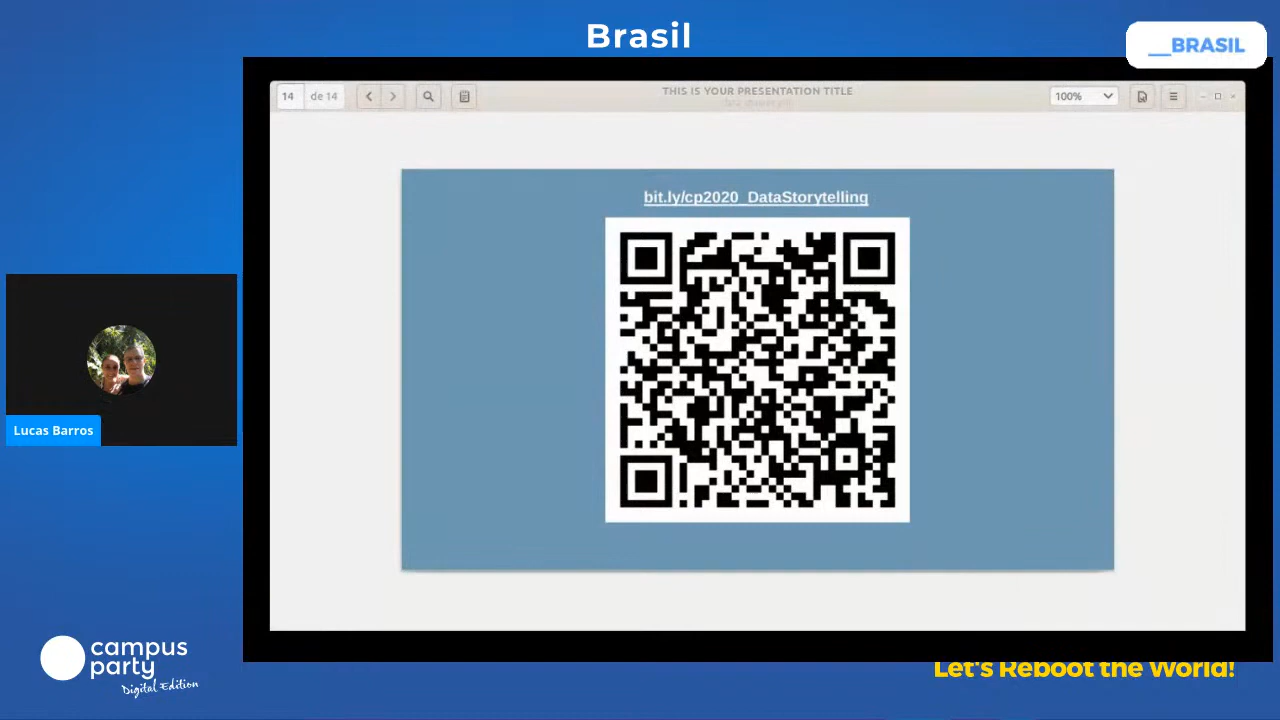 Brasil
__BRASIL
14 de 14
THIS IS YOUR PRESENTATION TITLE
100%
bit.ly/cp2020_DataStorytelling
Lucas Barros
campus
party
Digital Edition
Let's Reboot the World!